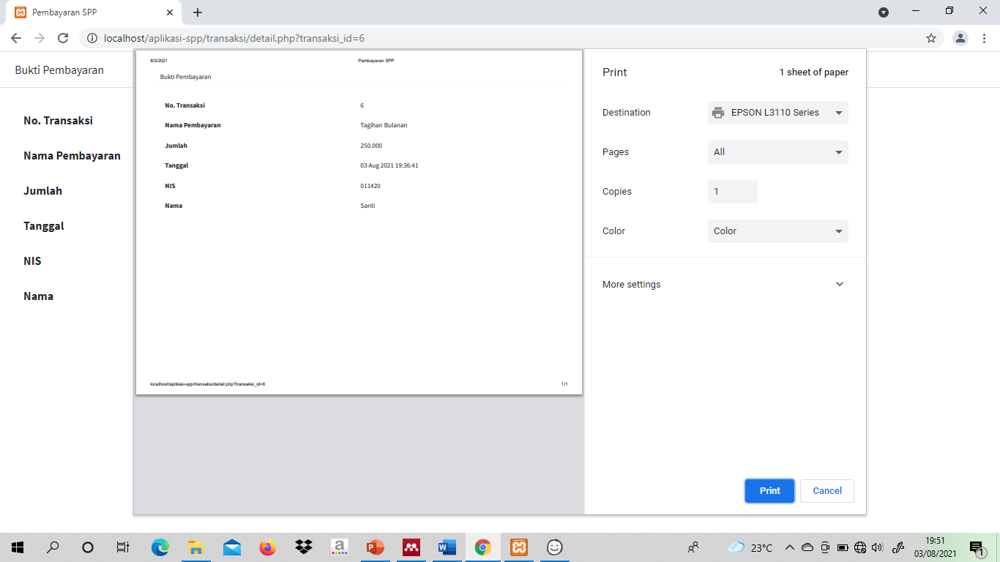 Pembayaran SPP
localhost/aplikasi-spp/transaksi/detail.php?transaksi_id=6
Bukti Pembayaran
No. Transaksi
Nama Pembayaran
Jumlah
Tanggal
NIS
Nama
8/3/2021 Pembayaran SPP
Bukti Pembayaran
No. Transaksi 6
Nama Pembayaran Tagihan Bulanan
Jumlah 250.000
Tanggal 03 Aug 2021 19:36:41
NIS 011420
Nama Santi
localhost/aplikasi-spp/transaksi/detail.php?transaksi_id=6 1/1
Print 1 sheet of paper
Destination EPSON L3110 Series
Pages All
Copies 1
Color Color
More settings
Print Cancel
23°C
19:51
03/08/2021
1